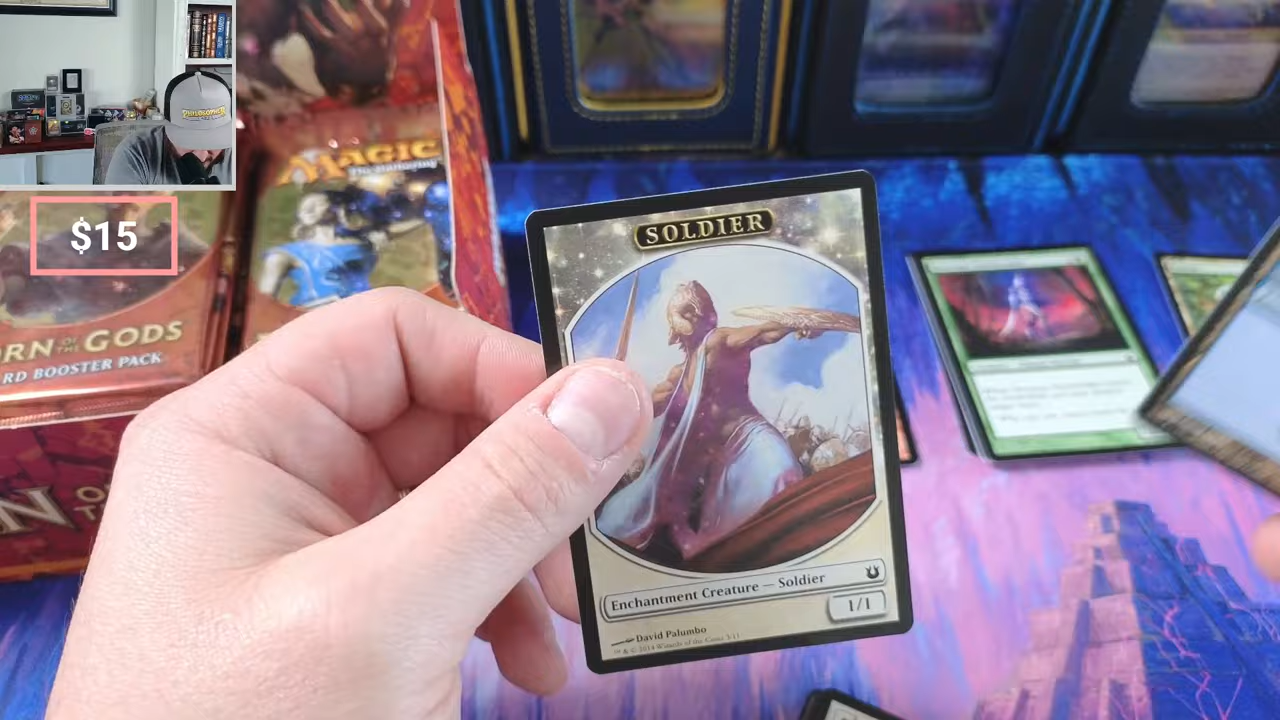 PHILOSOPHER
$15
MAGIC
The Gathering
ORN OF THE GODS
RD BOOSTER PACK
N O
T
SOLDIER
Enchantment Creature — Soldier
1/1
David Palumbo
™ & © 2014 Wizards of the Coast 3/11